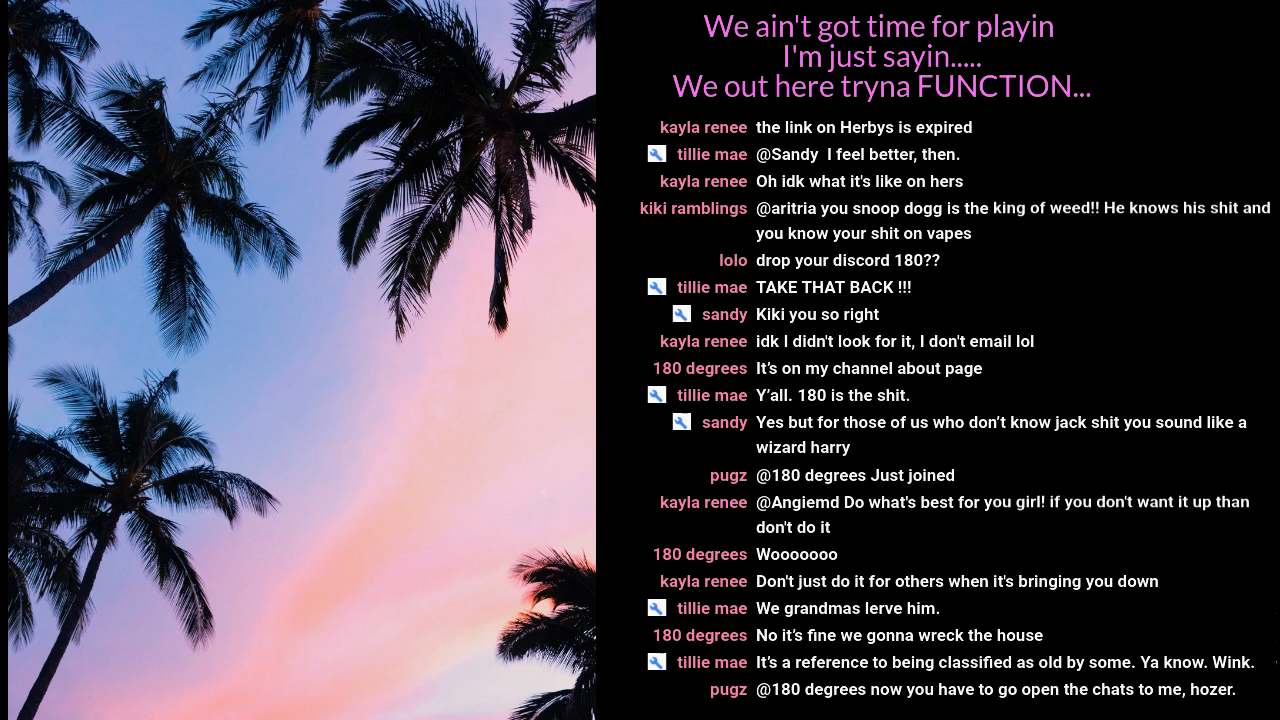 We ain't got time for playin
I'm just sayin.....
We out here tryna FUNCTION...
kayla renee the link on Herbys is expired
tillie mae @Sandy I feel better, then.
kayla renee Oh idk what it's like on hers
kiki ramblings @aritria you snoop dogg is the king of weed!! He knows his shit and
you know your shit on vapes
lolo drop your discord 180??
tillie mae TAKE THAT BACK !!!
sandy Kiki you so right
kayla renee idk I didn't look for it, I don't email lol
180 degrees It’s on my channel about page
tillie mae Y’all. 180 is the shit.
sandy Yes but for those of us who don’t know jack shit you sound like a
wizard harry
pugz @180 degrees Just joined
kayla renee @Angiemd Do what's best for you girl! if you don't want it up than
don't do it
180 degrees Wooooooo
kayla renee Don't just do it for others when it's bringing you down
tillie mae We grandmas lerve him.
180 degrees No it’s fine we gonna wreck the house
tillie mae It’s a reference to being classified as old by some. Ya know. Wink.
pugz @180 degrees now you have to go open the chats to me, hozer.